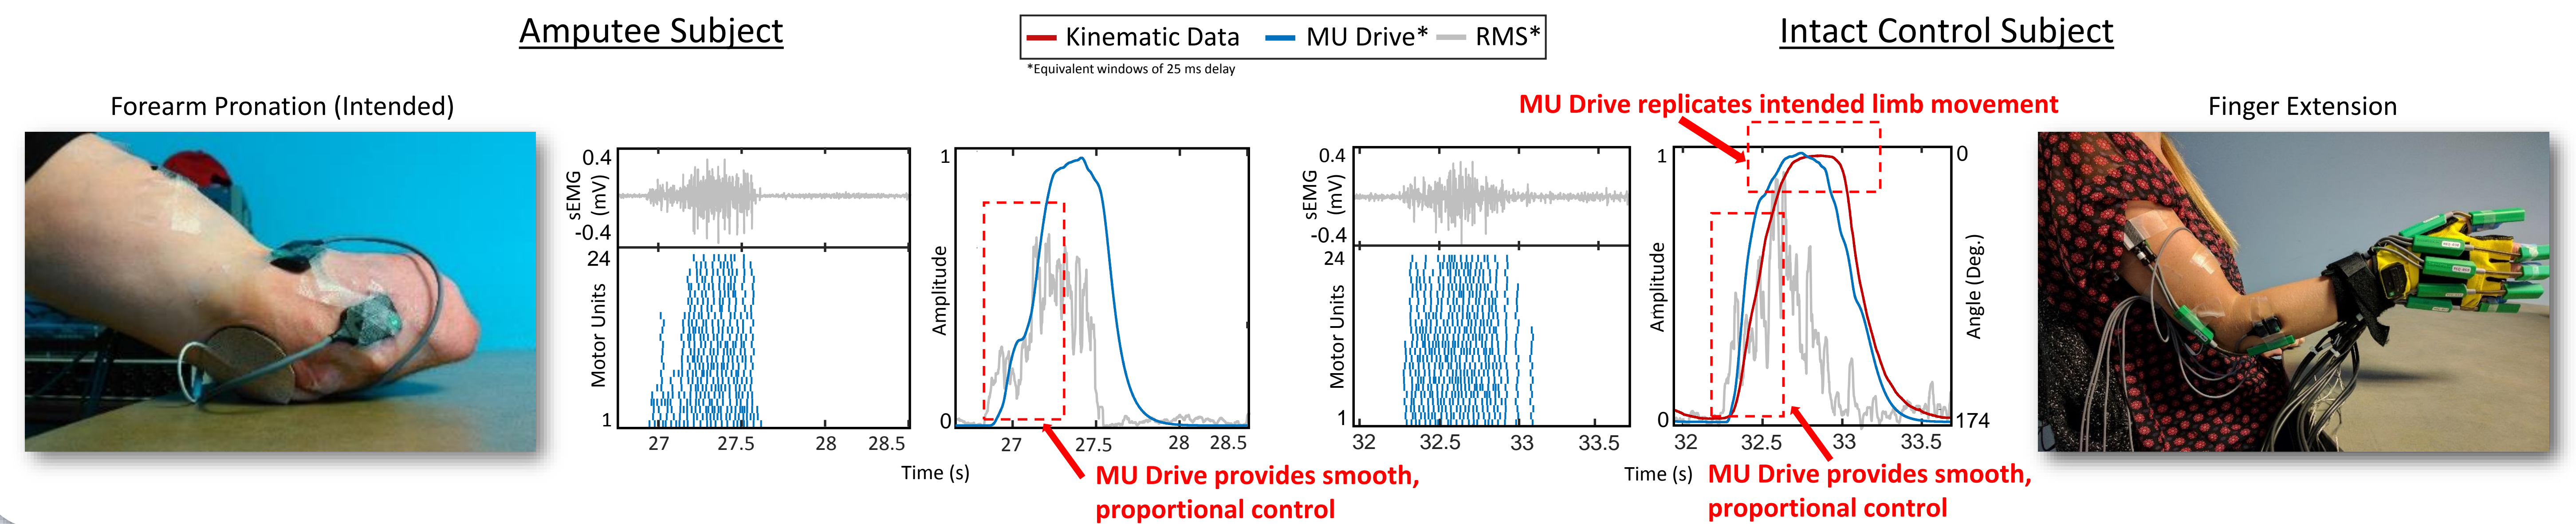 Amputee Subject
Kinematic Data MU Drive* RMS*
*Equivalent windows of 25 ms delay
Intact Control Subject
Forearm Pronation (Intended)
0.4
sEMG
(mV)
-0.4
24
Motor Units
1
27 27.5 28 28.5
1
Amplitude
0
27 27.5 28 28.5
Time (s)
MU Drive provides smooth,
proportional control
MU Drive replicates intended limb movement
0.4
sEMG
(mV)
-0.4
24
Motor Units
1
32 32.5 33 33.5
1
Amplitude
0
0
Angle (Deg.)
174
32 32.5 33 33.5
Time (s)
MU Drive provides smooth,
proportional control
Finger Extension